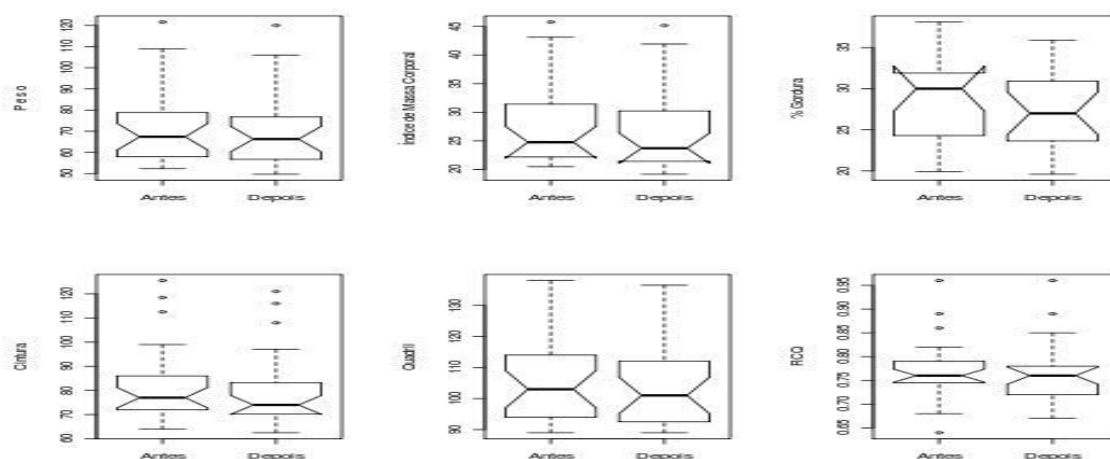 Peso
50 60 70 80 90 100 120
Antes Depois
Índice de Massa Corporal
20 25 30 35 40 45
Antes Depois
% Gordura
20 25 30 35
Antes Depois
Cintura
60 70 80 90 100 120
Antes Depois
Quadril
90 100 110 120 130
Antes Depois
RCQ
0.65 0.70 0.75 0.80 0.85 0.90 0.95
Antes Depois